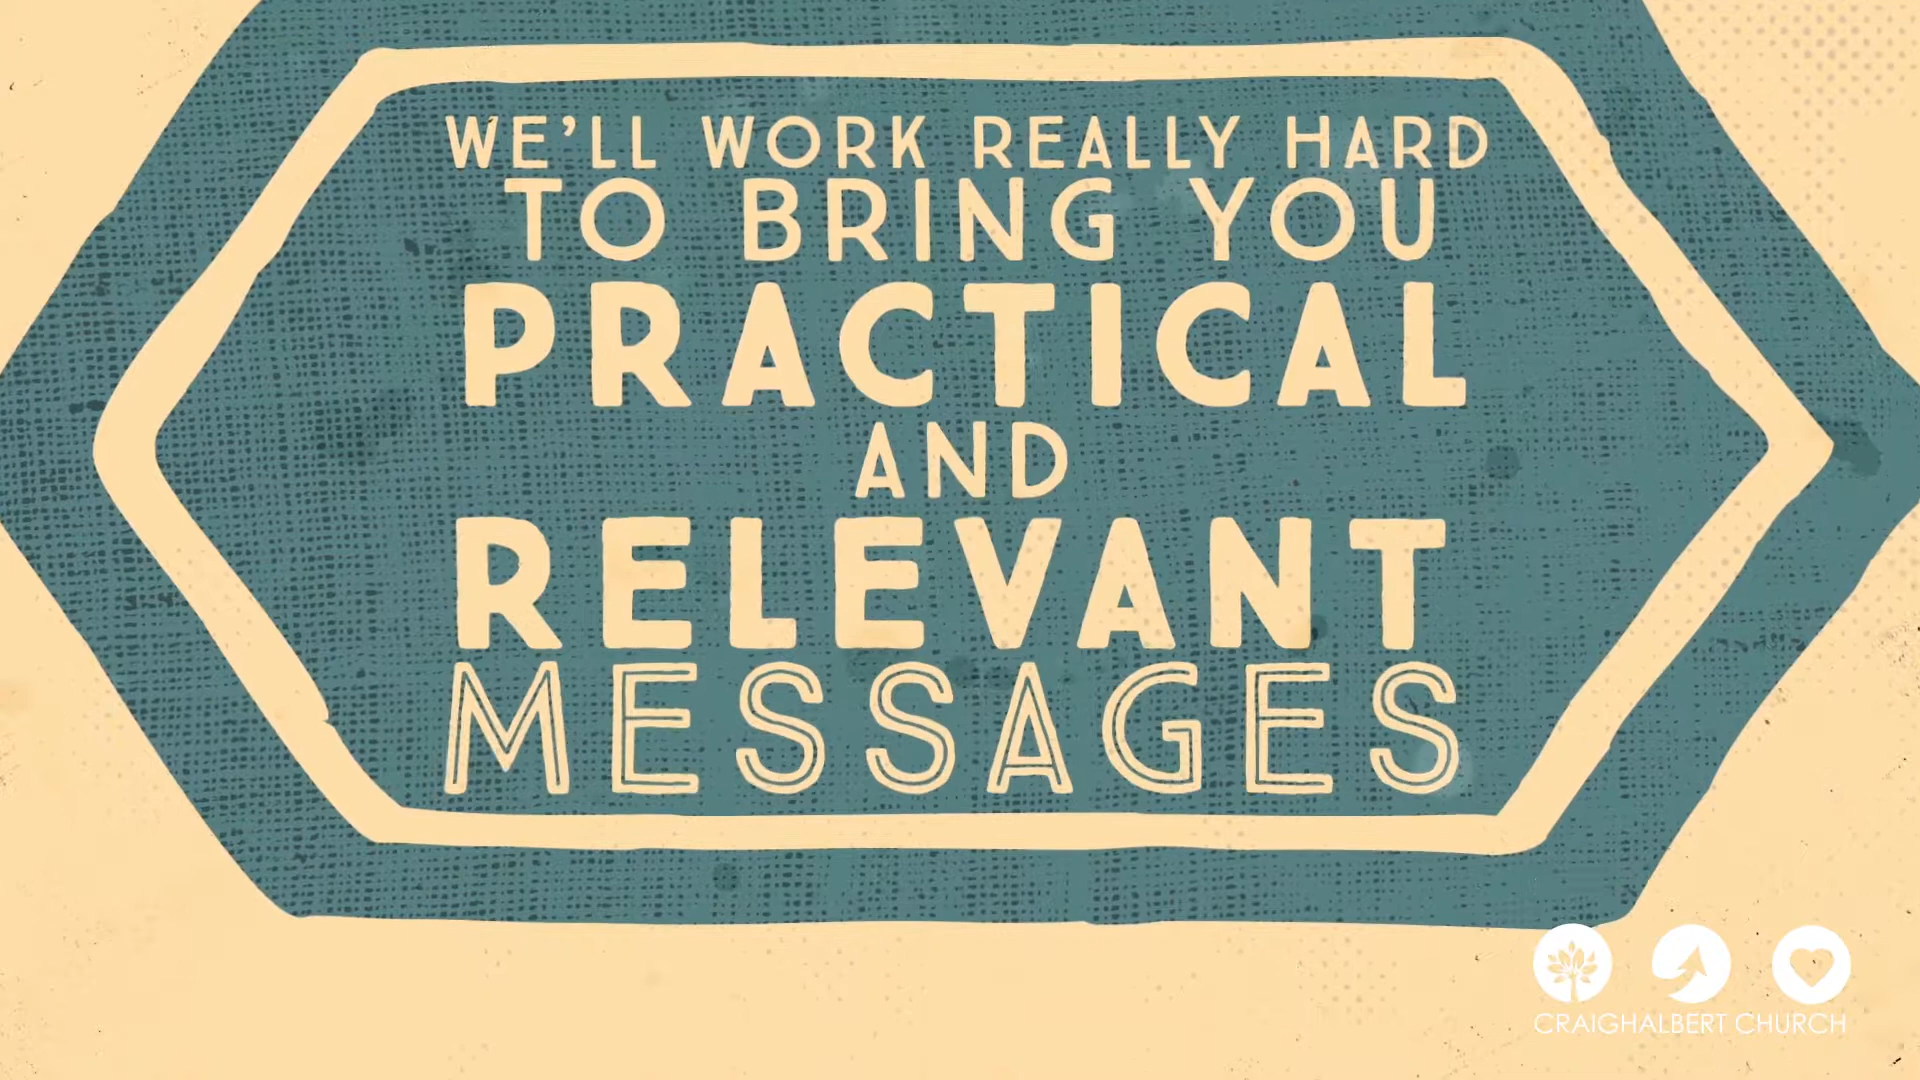 WE'LL WORK REALLY HARD
TO BRING YOU
PRACTICAL
AND
RELEVANT
MESSAGES
CRAIGHALBERT CHURCH